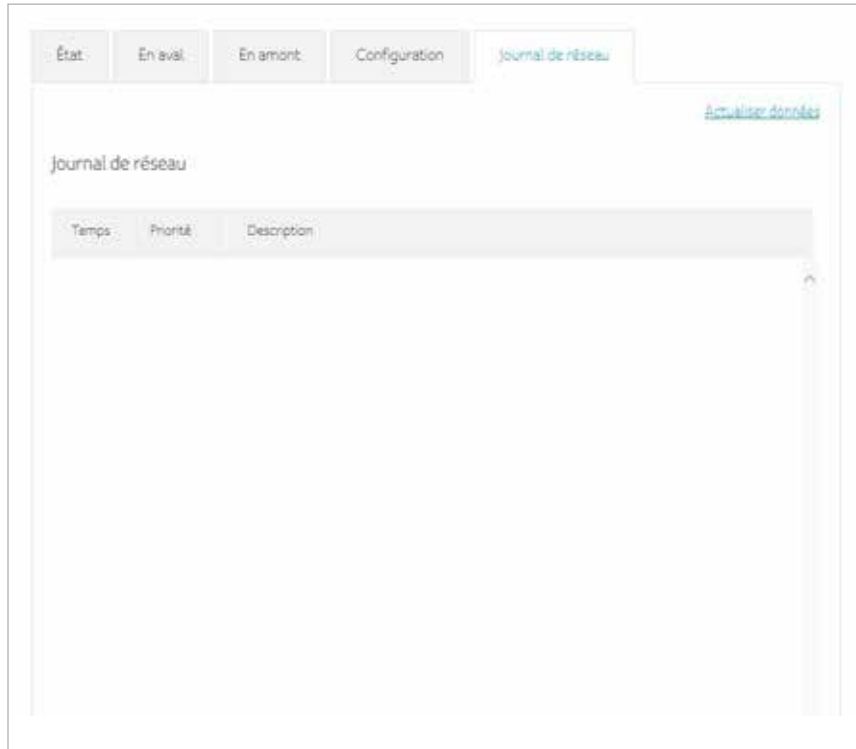 État En aval En amont Configuration Journal de réseau
Actualiser données
Journal de réseau
Temps Priorité Description